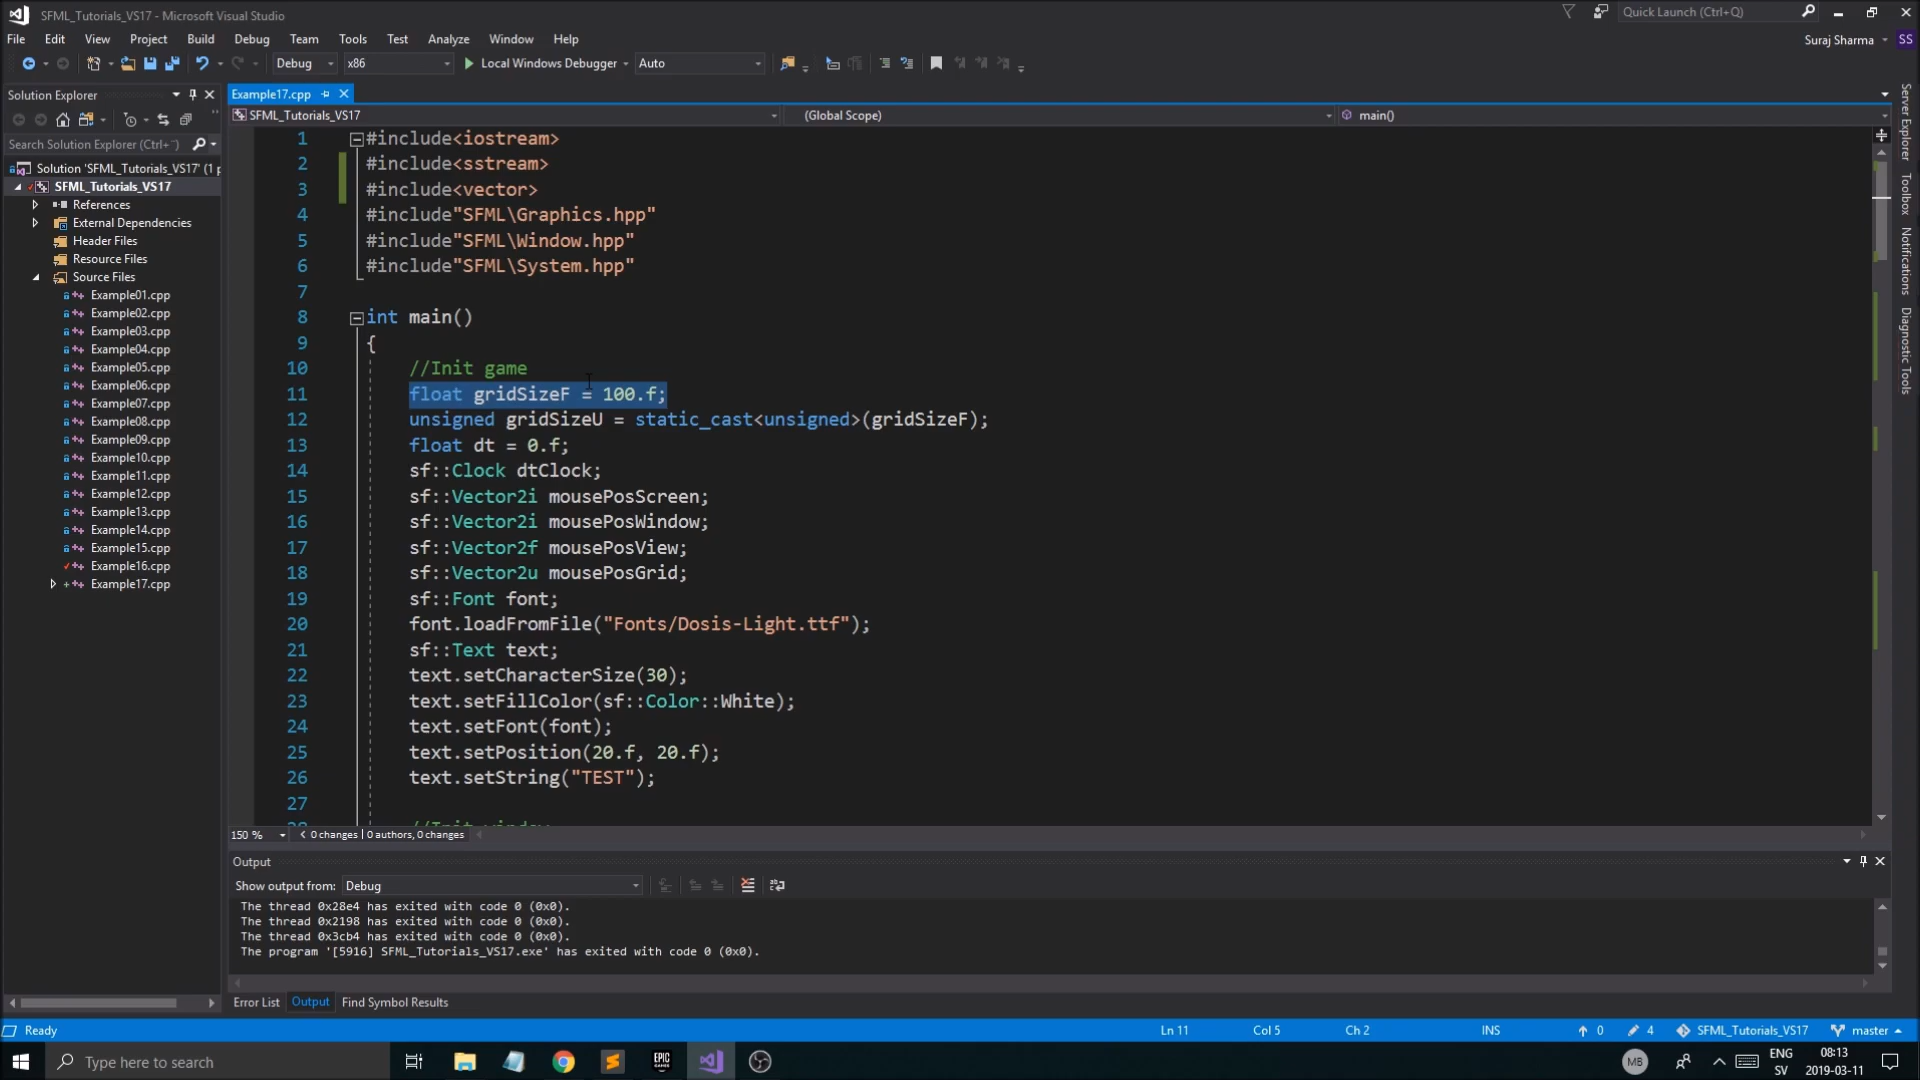 SFML_Tutorials_VS17 - Microsoft Visual Studio
Quick Launch (Ctrl+Q)
File Edit View Project Build Debug Team Tools Test Analyze Window Help
Suraj Sharma SS
Debug x86 Local Windows Debugger Auto
Solution Explorer
Example17.cpp
SFML_Tutorials_VS17 (Global Scope) main()
Search Solution Explorer (Ctrl+¨)
Solution 'SFML_Tutorials_VS17' (1 p
SFML_Tutorials_VS17
References
External Dependencies
Header Files
Resource Files
Source Files
Example01.cpp
Example02.cpp
Example03.cpp
Example04.cpp
Example05.cpp
Example06.cpp
Example07.cpp
Example08.cpp
Example09.cpp
Example10.cpp
Example11.cpp
Example12.cpp
Example13.cpp
Example14.cpp
Example15.cpp
Example16.cpp
Example17.cpp
1 #include<iostream>
2 #include<sstream>
3 #include<vector>
4 #include"SFML\Graphics.hpp"
5 #include"SFML\Window.hpp"
6 #include"SFML\System.hpp"
7
8 int main()
9 {
10 //Init game
11 float gridSizeF = 100.f;
12 unsigned gridSizeU = static_cast<unsigned>(gridSizeF);
13 float dt = 0.f;
14 sf::Clock dtClock;
15 sf::Vector2i mousePosScreen;
16 sf::Vector2i mousePosWindow;
17 sf::Vector2f mousePosView;
18 sf::Vector2u mousePosGrid;
19 sf::Font font;
20 font.loadFromFile("Fonts/Dosis-Light.ttf");
21 sf::Text text;
22 text.setCharacterSize(30);
23 text.setFillColor(sf::Color::White);
24 text.setFont(font);
25 text.setPosition(20.f, 20.f);
26 text.setString("TEST");
27
Server Explorer
Toolbox
Notifications
Diagnostic Tools
150 % 0 changes | 0 authors, 0 changes
Output
Show output from: Debug
The thread 0x28e4 has exited with code 0 (0x0).
The thread 0x2198 has exited with code 0 (0x0).
The thread 0x3cb4 has exited with code 0 (0x0).
The program '[5916] SFML_Tutorials_VS17.exe' has exited with code 0 (0x0).
Error List Output Find Symbol Results
Ready Ln 11 Col 5 Ch 2 INS 0 4 SFML_Tutorials_VS17 master
Type here to search
EPIC GAMES
MB
ENG
SV
08:13
2019-03-11